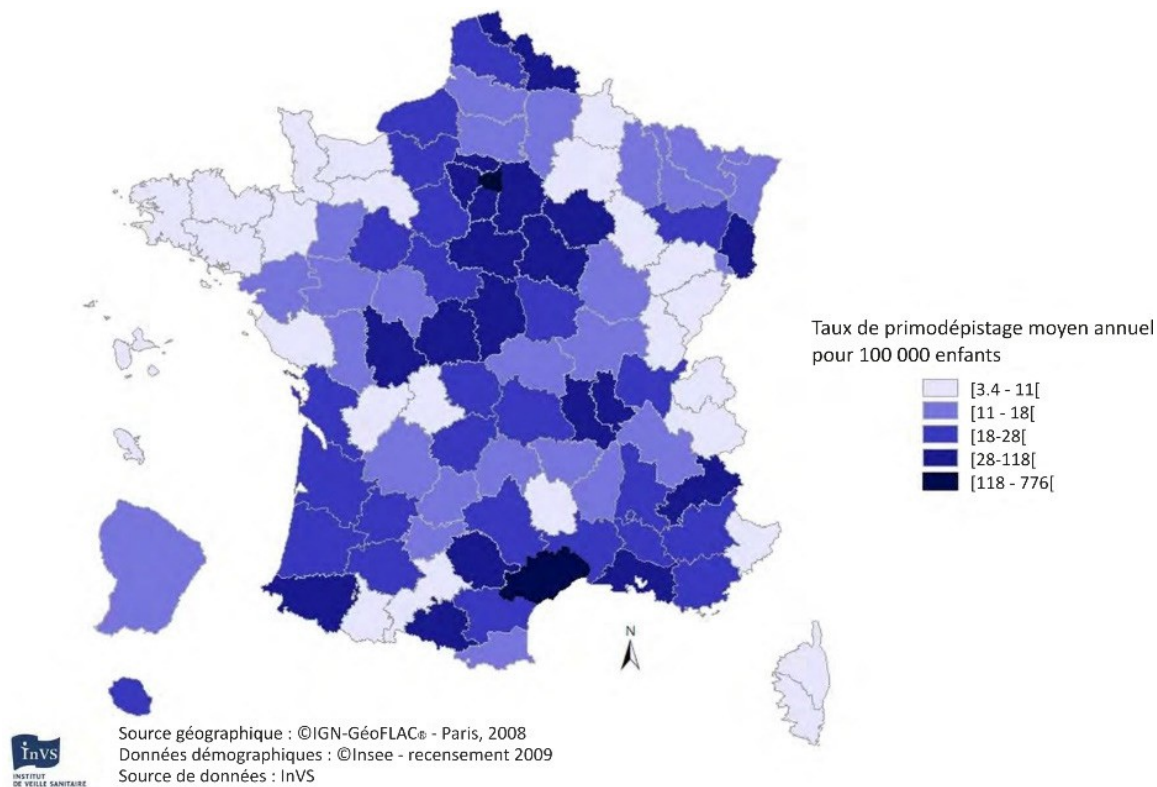 Taux de primodépistage moyen annuel
pour 100 000 enfants
[3.4 - 11[
[11 - 18[
[18-28[
[28-118[
[118 - 776[
N
Source géographique : ©IGN-GéoFLAC® - Paris, 2008
Données démographiques : ©Insee - recensement 2009
Source de données : InVS
InVS
INSTITUT
DE VEILLE SANITAIRE